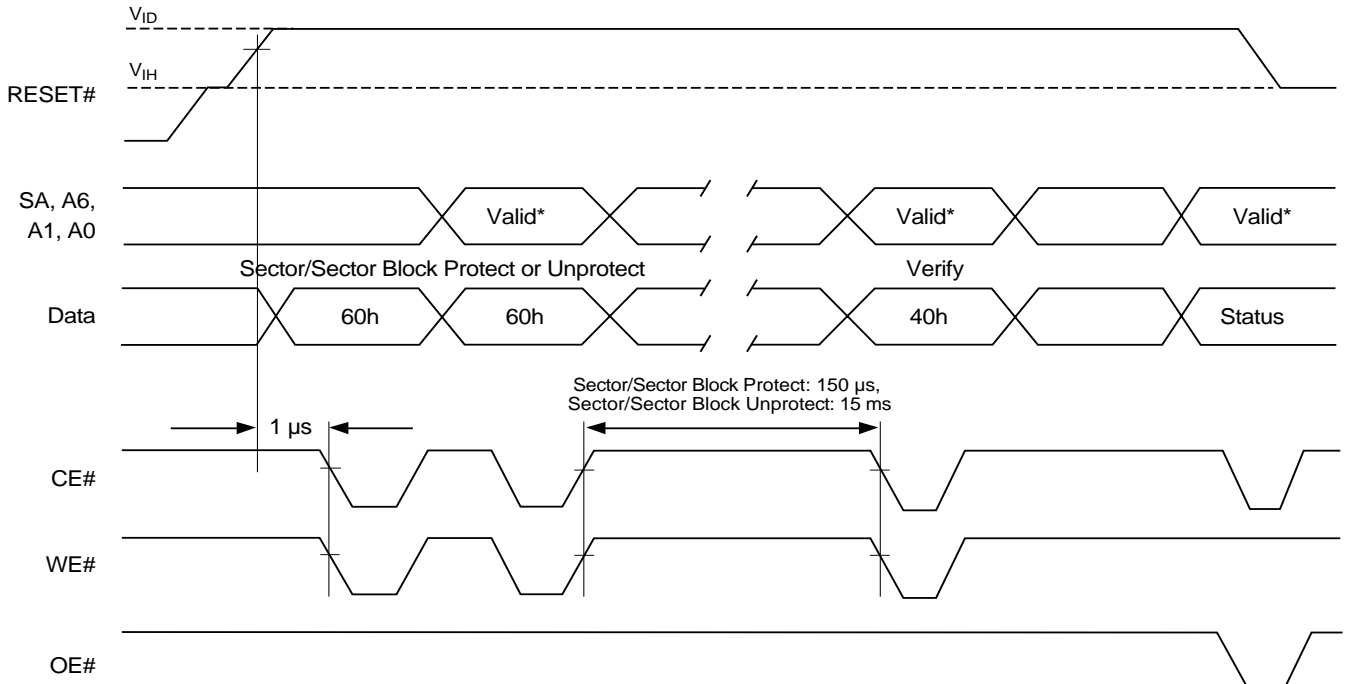 VID
VIH
RESET#
SA, A6,
A1, A0
Valid*
Valid*
Valid*
Sector/Sector Block Protect or Unprotect
Verify
Data
60h
60h
40h
Status
Sector/Sector Block Protect: 150 µs,
Sector/Sector Block Unprotect: 15 ms
1 µs
CE#
WE#
OE#